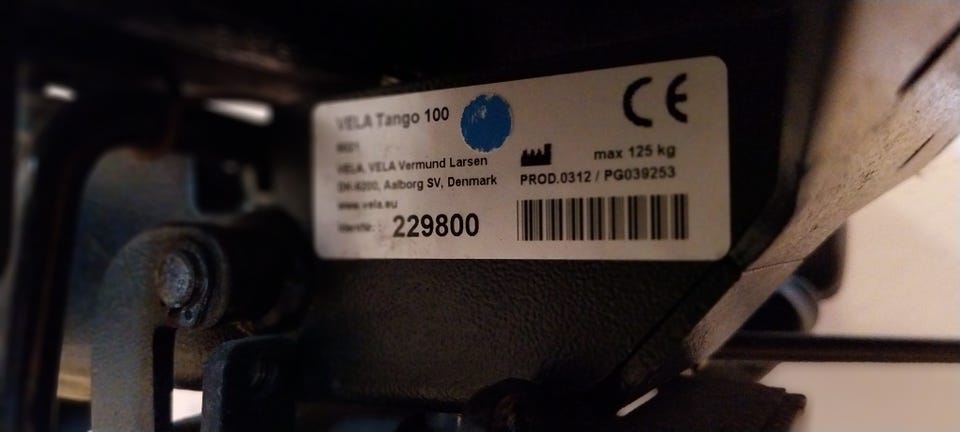 VELA Tango 100
VELA, VELA Vermund Larsen
9200, Aalborg SV, Denmark
www.vela.eu
229800
CE
max 125 kg
PROD.0312 / PG039253